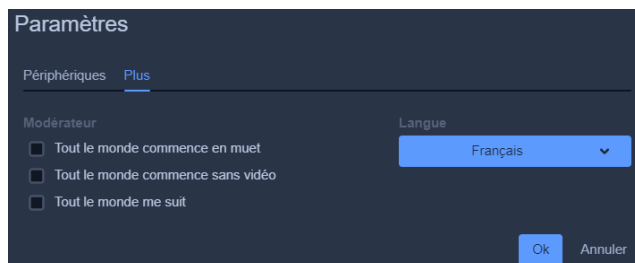 Paramètres
Périphériques Plus
Modérateur
Langue
Tout le monde commence en muet
Français
Tout le monde commence sans vidéo
Tout le monde me suit
Ok Annuler